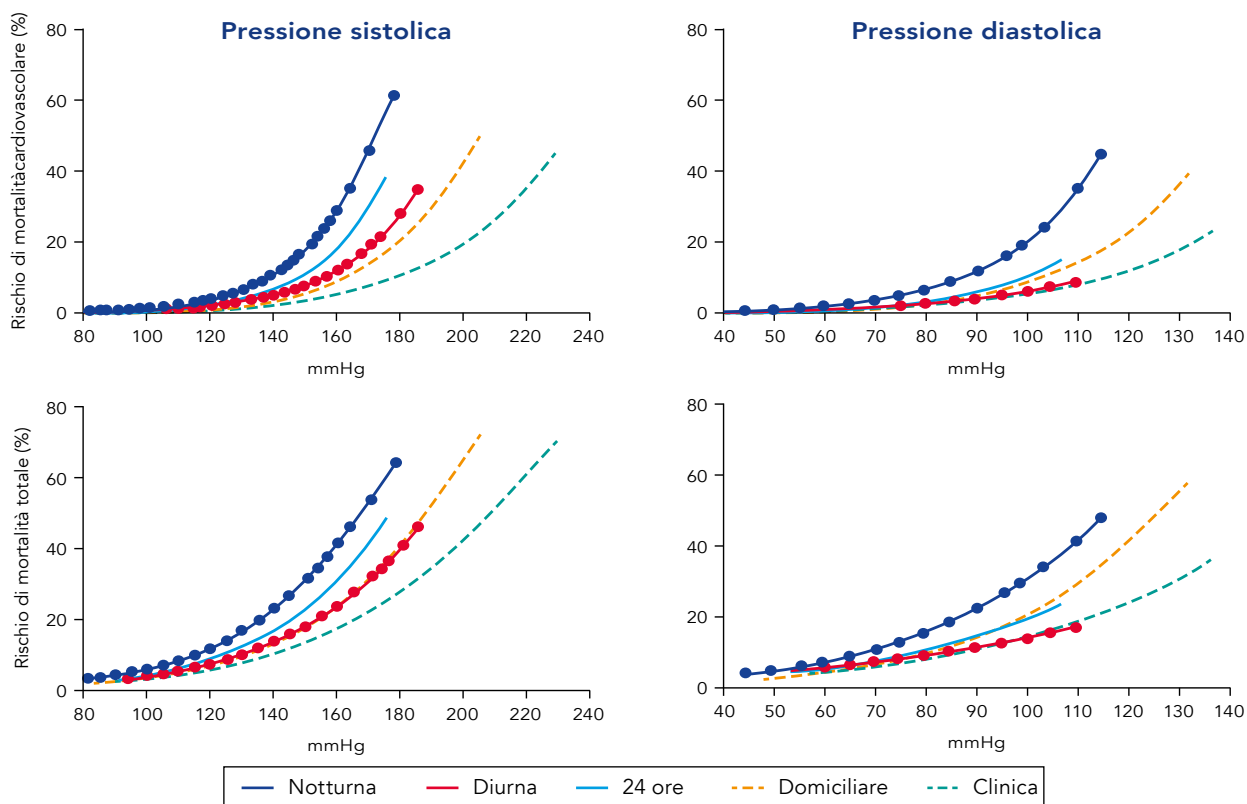 Pressione sistolica
Rischio di mortalitàcardiovascolare (%)
80
60
40
20
0
80 100 120 140 160 180 200 220 240
mmHg
Pressione diastolica
80
60
40
20
0
40 50 60 70 80 90 100 110 120 130 140
mmHg
Rischio di mortalità totale (%)
80
60
40
20
0
80 100 120 140 160 180 200 220 240
mmHg
80
60
40
20
0
40 50 60 70 80 90 100 110 120 130 140
mmHg
Notturna Diurna 24 ore Domiciliare Clinica